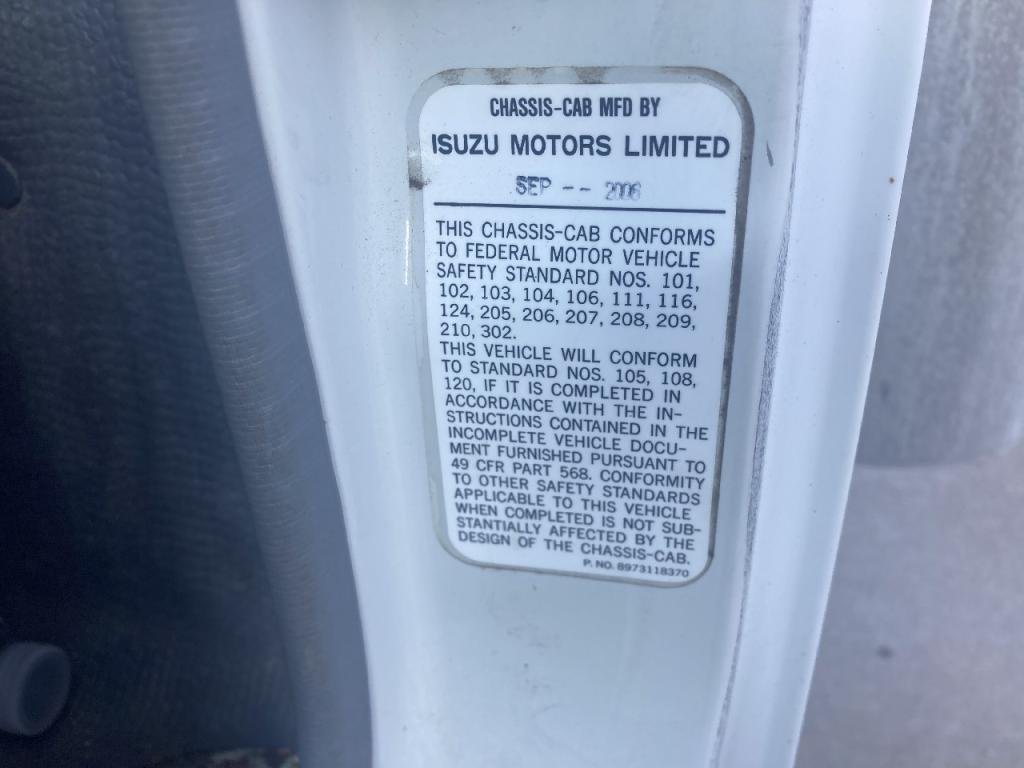 CHASSIS-CAB MFD BY
ISUZU MOTORS LIMITED
SEP -- 2006
THIS CHASSIS-CAB CONFORMS
TO FEDERAL MOTOR VEHICLE
SAFETY STANDARD NOS. 101,
102, 103, 104, 106, 111, 116,
124, 205, 206, 207, 208, 209,
210, 302.
THIS VEHICLE WILL CONFORM
TO STANDARD NOS. 105, 108,
120, IF IT IS COMPLETED IN
ACCORDANCE WITH THE IN-
STRUCTIONS CONTAINED IN THE
INCOMPLETE VEHICLE DOCU-
MENT FURNISHED PURSUANT TO
49 CFR PART 568. CONFORMITY
TO OTHER SAFETY STANDARDS
APPLICABLE TO THIS VEHICLE
WHEN COMPLETED IS NOT SUB-
STANTIALLY AFFECTED BY THE
DESIGN OF THE CHASSIS-CAB.
P. NO. 8973118370